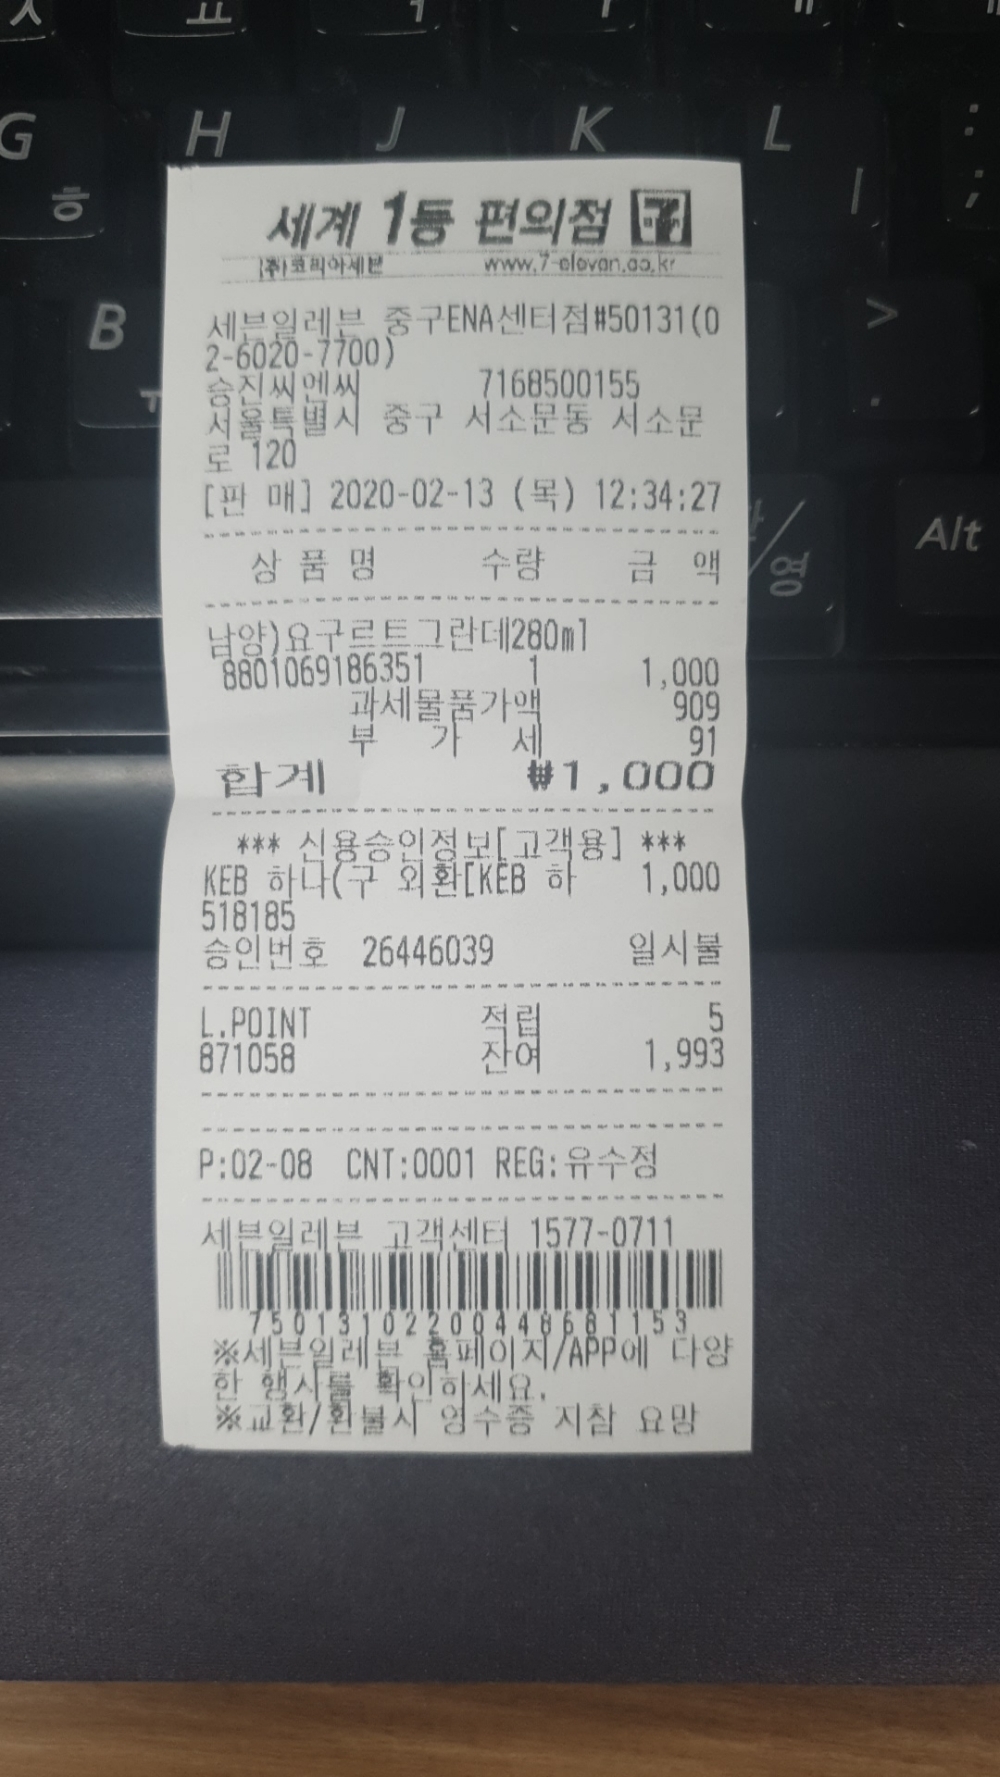 ㅅ ㅛ ㅕ ㅏ ㅐ
G H J K L :
ㅎ ㅣ ;
B >
ㅠ .
한/영 Alt
세계 1등 편의점 7
(주)코리아세븐 www.7-eleven.co.kr
세븐일레븐 중구ENA센터점#50131(0
2-6020-7700)
승진씨엔씨 7168500155
서울특별시 중구 서소문동 서소문
로 120
[판 매] 2020-02-13 (목) 12:34:27
상 품 명 수량 금 액
남양)요구르트그란데280ml
8801069186351 1 1,000
과세물품가액 909
부 가 세 91
합계 ₩1,000
*** 신용승인정보[고객용] ***
KEB 하나(구 외환[KEB 하 1,000
518185
승인번호 26446039 일시불
L.POINT 적립 5
871058 잔여 1,993
P:02-08 CNT:0001 REG:유수정
세븐일레븐 고객센터 1577-0711
75013102200448681153
※세븐일레븐 홈페이지/APP에 다양
한 행사를 확인하세요.
※교환/환불시 영수증 지참 요망